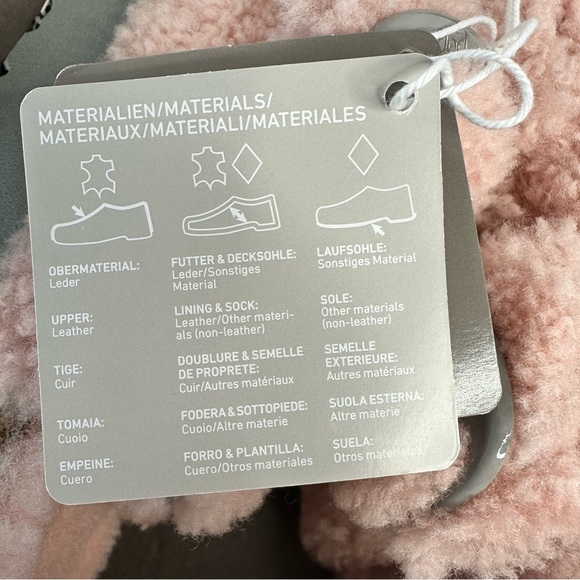 MATERIALIEN/MATERIALS/
MATERIAUX/MATERIALI/MATERIALES
OBERMATERIAL:
Leder
UPPER:
Leather
TIGE:
Cuir
TOMAIA:
Cuoio
EMPEINE:
Cuero
FUTTER & DECKSOHLE:
Leder/Sonstiges
Material
LINING & SOCK:
Leather/Other materi-
als (non-leather)
DOUBLURE & SEMELLE
DE PROPRETE:
Cuir/Autres matériaux
FODERA & SOTTOPIEDE:
Cuoio/Altre materie
FORRO & PLANTILLA:
Cuero/Otros materiales
LAUFSOHLE:
Sonstiges Material
SOLE:
Other materials
(non-leather)
SEMELLE
EXTERIEURE:
Autres matériaux
SUOLA ESTERNA:
Altre materie
SUELA:
Otros materiales